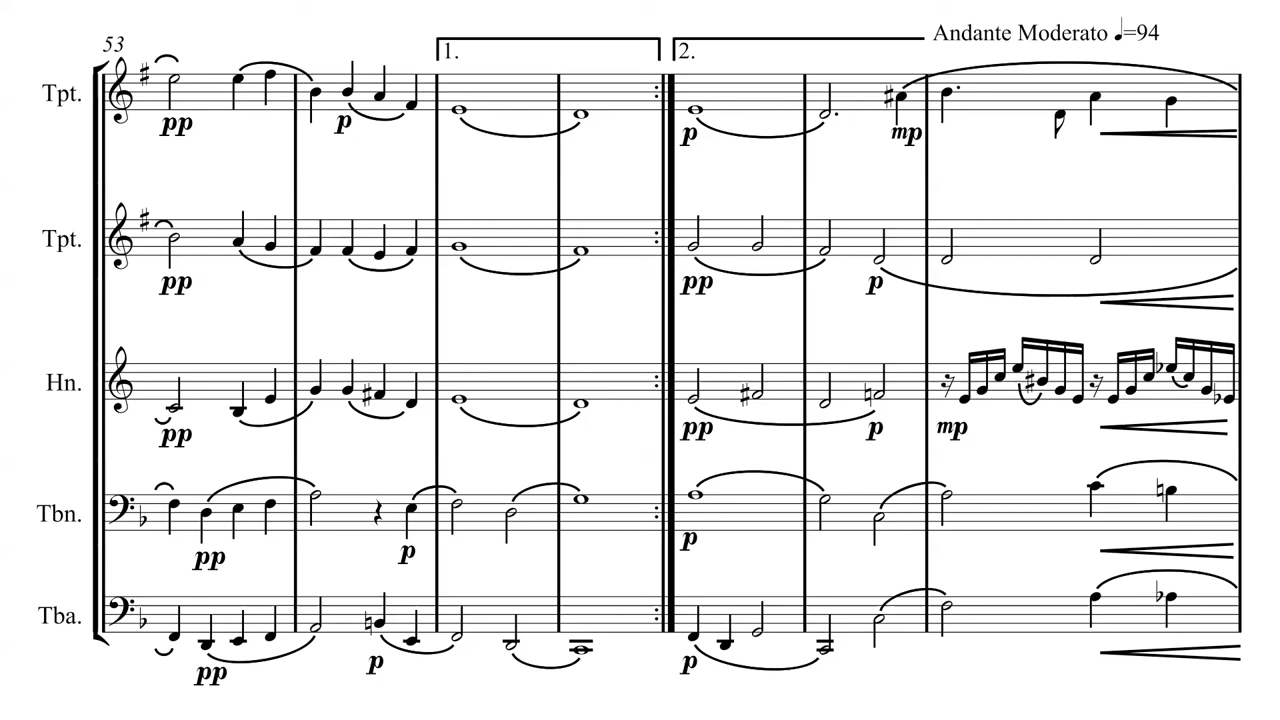 Andante Moderato ♩=94
53
1.
2.
Tpt.
pp
p
p
mp
Tpt.
pp
pp
p
Hn.
pp
pp
p
mp
Tbn.
pp
p
p
Tba.
pp
p
p